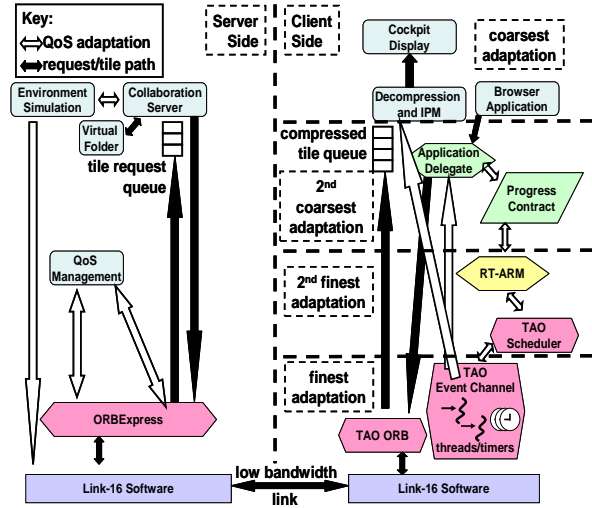 Key:
QoS adaptation
request/tile path
Server
Side
Client
Side
Cockpit
Display
coarsest
adaptation
Environment
Simulation
Collaboration
Server
Decompression
and IPM
Browser
Application
Virtual
Folder
tile request
queue
compressed
tile queue
Application
Delegate
2nd
coarsest
adaptation
Progress
Contract
QoS
Management
2nd finest
adaptation
RT-ARM
TAO
Scheduler
finest
adaptation
TAO
Event Channel
threads/timers
ORBExpress
TAO ORB
low bandwidth
link
Link-16 Software
Link-16 Software